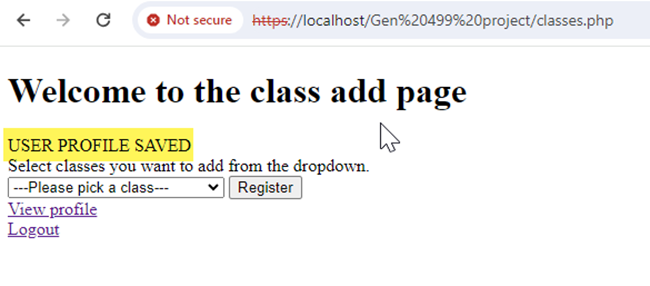 Not secure https://localhost/Gen%20499%20project/classes.php
Welcome to the class add page
USER PROFILE SAVED
Select classes you want to add from the dropdown.
---Please pick a class--- Register
View profile
Logout